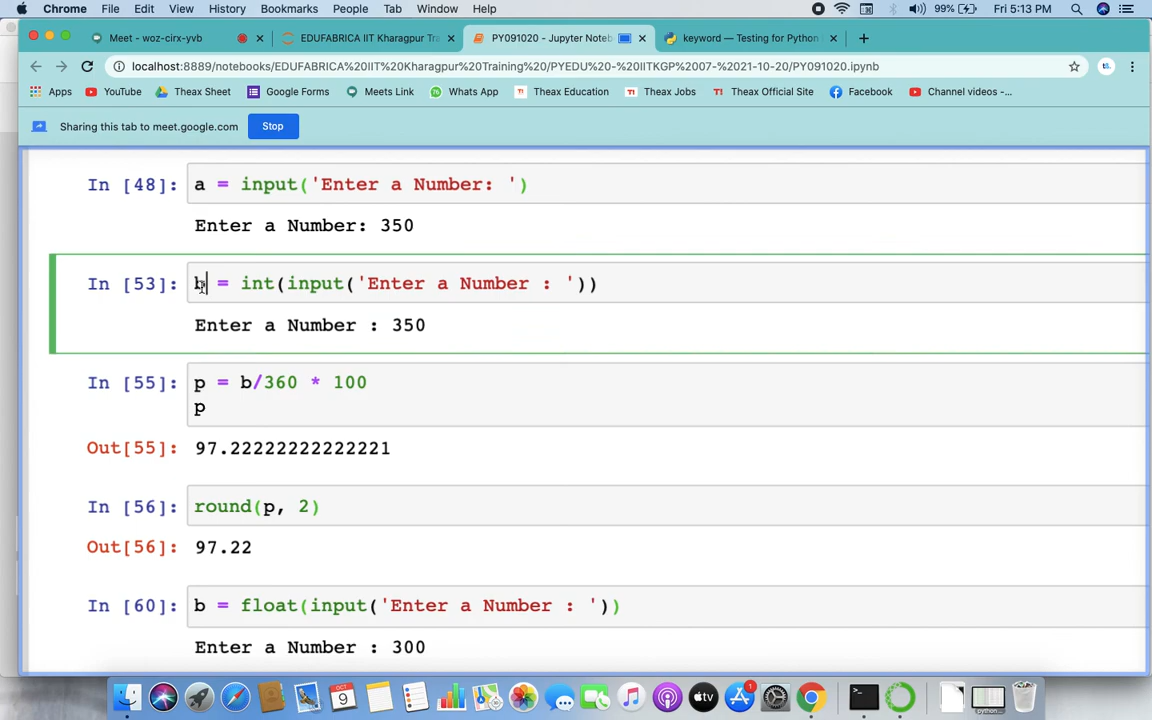 Chrome File Edit View History Bookmarks People Tab Window Help 99% Fri 5:13 PM
Meet - woz-cirx-yvb
EDUFABRICA IIT Kharagpur Tra
PY091020 - Jupyter Noteb
keyword — Testing for Python
localhost:8889/notebooks/EDUFABRICA%20IIT%20Kharagpur%20Training%20/PYEDU%20-%20IITKGP%2007-%2021-10-20/PY091020.ipynb
Apps YouTube Theax Sheet Google Forms Meets Link Whats App Theax Education Theax Jobs Theax Official Site Facebook Channel videos -...
Sharing this tab to meet.google.com Stop
In [48]: a = input('Enter a Number: ')
Enter a Number: 350
In [53]: b = int(input('Enter a Number : '))
Enter a Number : 350
In [55]: p = b/360 * 100
p
Out[55]: 97.22222222222221
In [56]: round(p, 2)
Out[56]: 97.22
In [60]: b = float(input('Enter a Number : '))
Enter a Number : 300